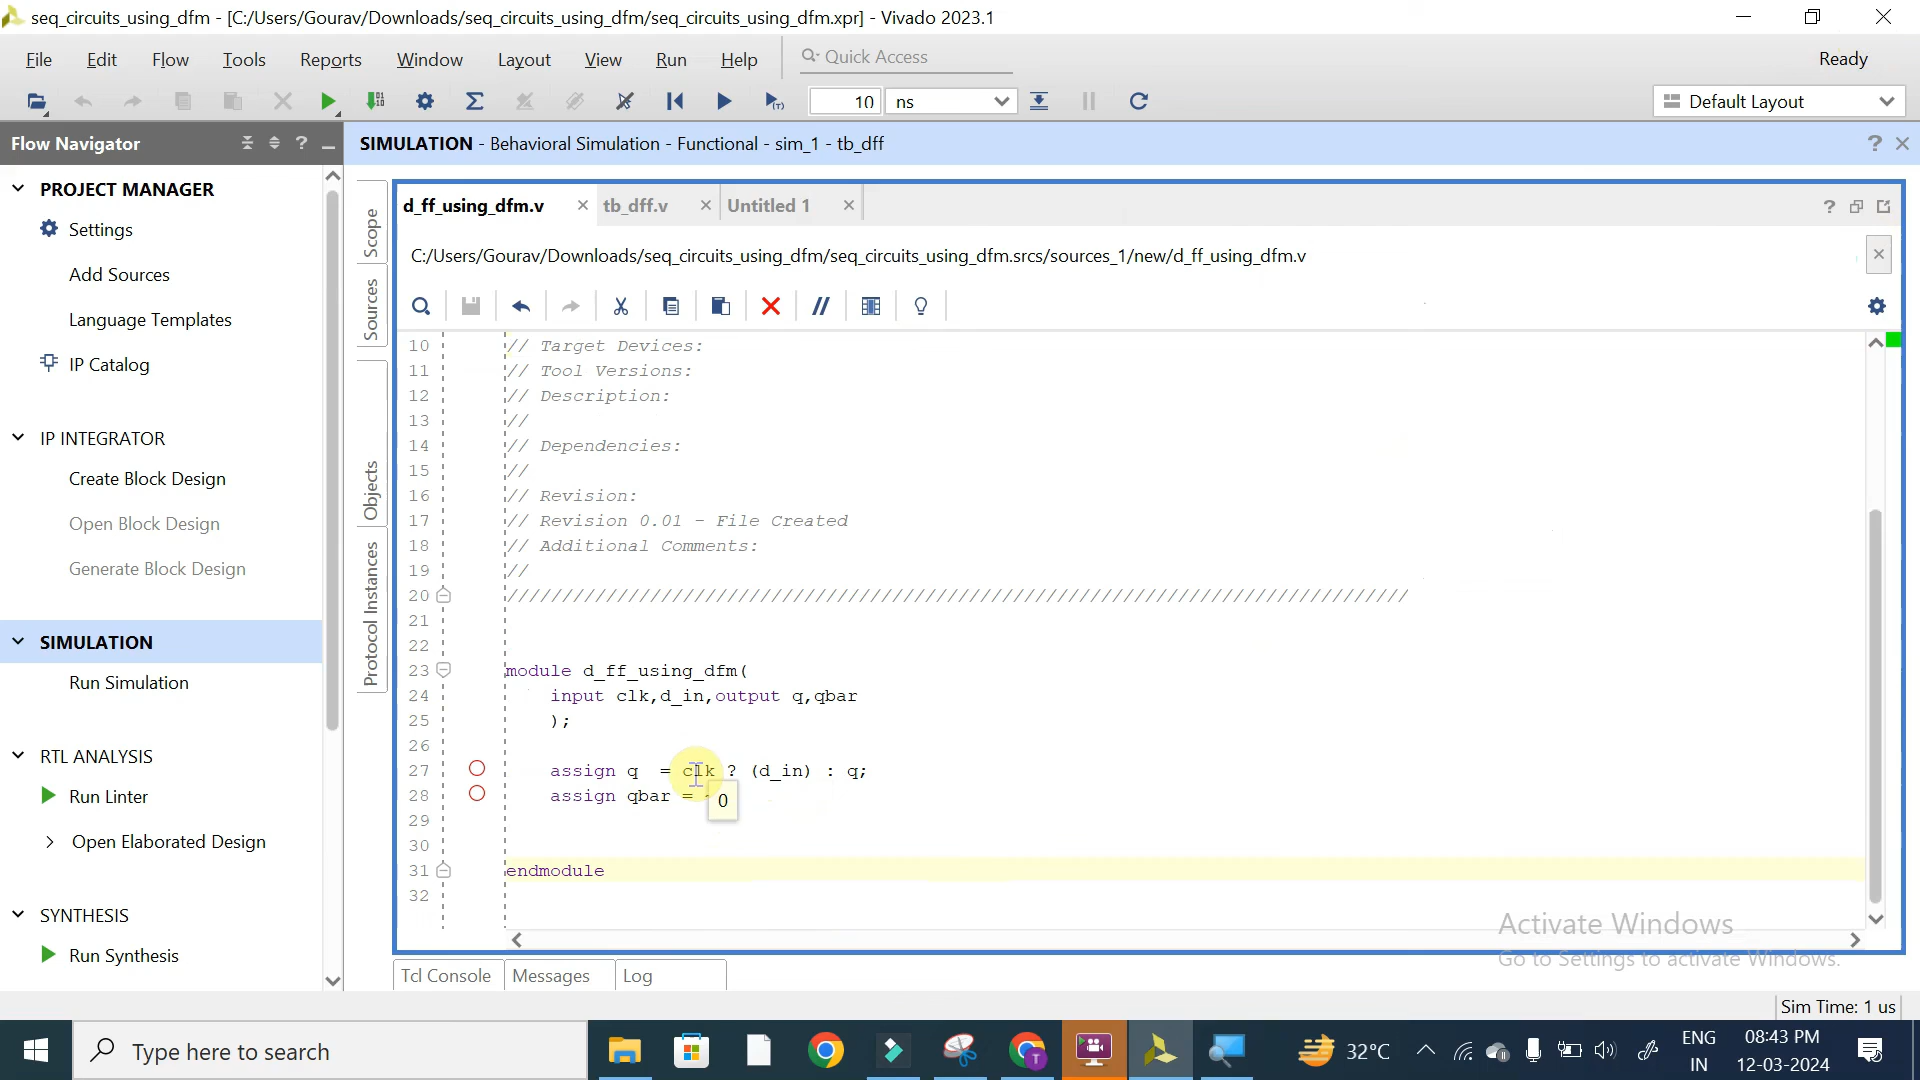 seq_circuits_using_dfm - [C:/Users/Gourav/Downloads/seq_circuits_using_dfm/seq_circuits_using_dfm.xpr] - Vivado 2023.1
File Edit Flow Tools Reports Window Layout View Run Help Quick Access Ready
10 ns Default Layout
Flow Navigator
SIMULATION - Behavioral Simulation - Functional - sim_1 - tb_dff
PROJECT MANAGER
Settings
Add Sources
Language Templates
IP Catalog
IP INTEGRATOR
Create Block Design
Open Block Design
Generate Block Design
SIMULATION
Run Simulation
RTL ANALYSIS
Run Linter
Open Elaborated Design
SYNTHESIS
Run Synthesis
Scope
Sources
Objects
Protocol Instances
d_ff_using_dfm.v tb_dff.v Untitled 1
C:/Users/Gourav/Downloads/seq_circuits_using_dfm/seq_circuits_using_dfm.srcs/sources_1/new/d_ff_using_dfm.v
10 // Target Devices:
11 // Tool Versions:
12 // Description:
13 //
14 // Dependencies:
15 //
16 // Revision:
17 // Revision 0.01 - File Created
18 // Additional Comments:
19 //
20 //////////////////////////////////////////////////////////////////////////////////
21
22
23 module d_ff_using_dfm(
24 input clk,d_in,output q,qbar
25 );
26
27 assign q = clk ? (d_in) : q;
28 assign qbar =
0
29
30
31 endmodule
32
Activate Windows
Go to Settings to activate Windows.
Tcl Console Messages Log
Sim Time: 1 us
Type here to search
32°C
ENG
IN
08:43 PM
12-03-2024